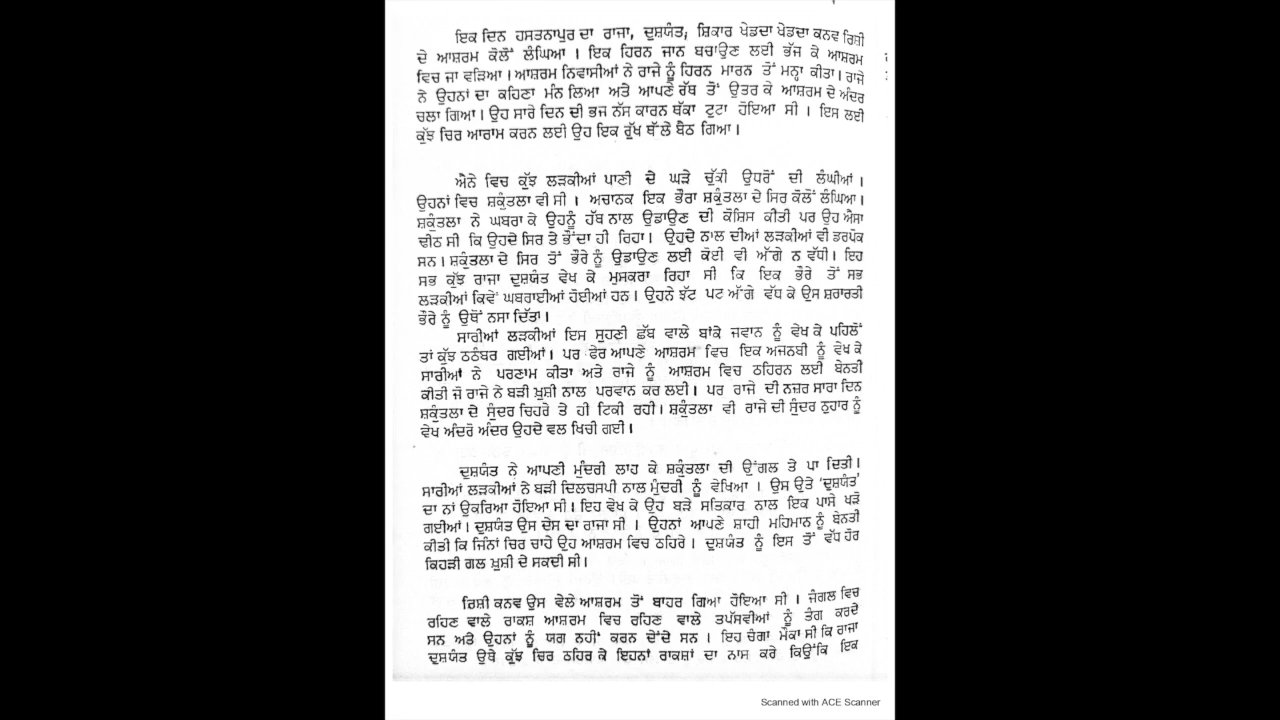 ਇਕ ਦਿਨ ਹਸਤਨਾਪੁਰ ਦਾ ਰਾਜਾ, ਦੁਸ਼ਯੰਤ, ਸ਼ਿਕਾਰ ਖੇਡਦਾ ਖੇਡਦਾ ਕਨਵ ਰਿਸ਼ੀ
ਦੇ ਆਸ਼ਰਮ ਕੋਲੋਂ ਲੰਘਿਆ । ਇਕ ਹਿਰਨ ਜਾਨ ਬਚਾਉਣ ਲਈ ਭੱਜ ਕੇ ਆਸ਼ਰਮ
ਵਿਚ ਜਾ ਵੜਿਆ । ਆਸ਼ਰਮ ਨਿਵਾਸੀਆਂ ਨੇ ਰਾਜੇ ਨੂੰ ਹਿਰਨ ਮਾਰਨ ਤੋਂ ਮਨ੍ਹਾ ਕੀਤਾ । ਰਾਜੇ
ਨੇ ਉਹਨਾਂ ਦਾ ਕਹਿਣਾ ਮੰਨ ਲਿਆ ਅਤੇ ਆਪਣੇ ਰੱਥ ਤੋਂ ਉਤਰ ਕੇ ਆਸ਼ਰਮ ਦੇ ਅੰਦਰ
ਚਲਾ ਗਿਆ । ਉਹ ਸਾਰੇ ਦਿਨ ਦੀ ਭਜ ਨੱਸ ਕਾਰਨ ਥੱਕਾ ਟੁਟਾ ਹੋਇਆ ਸੀ । ਇਸ ਲਈ
ਕੁੱਝ ਚਿਰ ਆਰਾਮ ਕਰਨ ਲਈ ਉਹ ਇਕ ਰੁੱਖ ਥੱਲੇ ਬੈਠ ਗਿਆ ।
ਐਨੇ ਵਿਚ ਕੁੱਝ ਲੜਕੀਆਂ ਪਾਣੀ ਦੇ ਘੜੇ ਚੁੱਕੀ ਉਧਰੋਂ ਦੀ ਲੰਘੀਆਂ ।
ਉਹਨਾਂ ਵਿਚ ਸ਼ਕੁੰਤਲਾ ਵੀ ਸੀ । ਅਚਾਨਕ ਇਕ ਭੌਰਾ ਸ਼ਕੁੰਤਲਾ ਦੇ ਸਿਰ ਕੋਲੋਂ ਲੰਘਿਆ ।
ਸ਼ਕੁੰਤਲਾ ਨੇ ਘਬਰਾ ਕੇ ਉਹਨੂੰ ਹੱਥ ਨਾਲ ਉਡਾਉਣ ਦੀ ਕੋਸ਼ਿਸ ਕੀਤੀ ਪਰ ਉਹ ਐਸਾ
ਢੀਠ ਸੀ ਕਿ ਉਹਦੇ ਸਿਰ ਤੇ ਭੌਂਦਾ ਹੀ ਰਿਹਾ । ਉਹਦੇ ਨਾਲ ਦੀਆਂ ਲੜਕੀਆਂ ਵੀ ਡਰਪੋਕ
ਸਨ । ਸ਼ਕੁੰਤਲਾ ਦੇ ਸਿਰ ਤੋਂ ਭੌਰੇ ਨੂੰ ਉਡਾਉਣ ਲਈ ਕੋਈ ਵੀ ਅੱਗੇ ਨ ਵੱਧੀ । ਇਹ
ਸਭ ਕੁੱਝ ਰਾਜਾ ਦੁਸ਼ਯੰਤ ਵੇਖ ਕੇ ਮੁਸਕਰਾ ਰਿਹਾ ਸੀ ਕਿ ਇਕ ਭੌਰੇ ਤੋਂ ਸਭ
ਲੜਕੀਆਂ ਕਿਵੇਂ ਘਬਰਾਈਆਂ ਹੋਈਆਂ ਹਨ । ਉਹਨੇ ਝੱਟ ਪਟ ਅੱਗੇ ਵੱਧ ਕੇ ਉਸ ਸ਼ਰਾਰਤੀ
ਭੌਰੇ ਨੂੰ ਉਥੋਂ ਨਸਾ ਦਿੱਤਾ ।
ਸਾਰੀਆਂ ਲੜਕੀਆਂ ਇਸ ਸੁਹਣੀ ਛੱਬ ਵਾਲੇ ਬਾਂਕੇ ਜਵਾਨ ਨੂੰ ਵੇਖ ਕੇ ਪਹਿਲੋਂ
ਤਾਂ ਕੁੱਝ ਠਠੰਬਰ ਗਈਆਂ । ਪਰ ਫੇਰ ਆਪਣੇ ਆਸ਼ਰਮ ਵਿਚ ਇਕ ਅਜਨਬੀ ਨੂੰ ਵੇਖ ਕੇ
ਸਾਰੀਆਂ ਨੇ ਪਰਣਾਮ ਕੀਤਾ ਅਤੇ ਰਾਜੇ ਨੂੰ ਆਸ਼ਰਮ ਵਿਚ ਠਹਿਰਨ ਲਈ ਬੇਨਤੀ
ਕੀਤੀ ਜੋ ਰਾਜੇ ਨੇ ਬੜੀ ਖ਼ੁਸ਼ੀ ਨਾਲ ਪਰਵਾਨ ਕਰ ਲਈ । ਪਰ ਰਾਜੇ ਦੀ ਨਜ਼ਰ ਸਾਰਾ ਦਿਨ
ਸ਼ਕੁੰਤਲਾ ਦੇ ਸੁੰਦਰ ਚਿਹਰੇ ਤੇ ਹੀ ਟਿਕੀ ਰਹੀ । ਸ਼ਕੁੰਤਲਾ ਵੀ ਰਾਜੇ ਦੀ ਸੁੰਦਰ ਨੁਹਾਰ ਨੂੰ
ਵੇਖ ਅੰਦਰੋ ਅੰਦਰ ਉਹਦੇ ਵਲ ਖਿਚੀ ਗਈ ।
ਦੁਸ਼ਯੰਤ ਨੇ ਆਪਣੀ ਮੁੰਦਰੀ ਲਾਹ ਕੇ ਸ਼ਕੁੰਤਲਾ ਦੀ ਉਂਗਲ ਤੇ ਪਾ ਦਿਤੀ ।
ਸਾਰੀਆਂ ਲੜਕੀਆਂ ਨੇ ਬੜੀ ਦਿਲਚਸਪੀ ਨਾਲ ਮੁੰਦਰੀ ਨੂੰ ਵੇਖਿਆ । ਉਸ ਉਤੇ ‘ਦੁਸ਼ਯੰਤ’
ਦਾ ਨਾਂ ਉਕਰਿਆ ਹੋਇਆ ਸੀ । ਇਹ ਵੇਖ ਕੇ ਉਹ ਬੜੇ ਸਤਿਕਾਰ ਨਾਲ ਇਕ ਪਾਸੇ ਖੜੋ
ਗਈਆਂ । ਦੁਸ਼ਯੰਤ ਉਸ ਦੇਸ ਦਾ ਰਾਜਾ ਸੀ । ਉਹਨਾਂ ਆਪਣੇ ਸ਼ਾਹੀ ਮਹਿਮਾਨ ਨੂੰ ਬੇਨਤੀ
ਕੀਤੀ ਕਿ ਜਿੰਨਾਂ ਚਿਰ ਚਾਹੇ ਉਹ ਆਸ਼ਰਮ ਵਿਚ ਠਹਿਰੇ । ਦੁਸ਼ਯੰਤ ਨੂੰ ਇਸ ਤੋਂ ਵੱਧ ਹੋਰ
ਕਿਹੜੀ ਗਲ ਖ਼ੁਸ਼ੀ ਦੇ ਸਕਦੀ ਸੀ ।
ਰਿਸ਼ੀ ਕਨਵ ਉਸ ਵੇਲੇ ਆਸ਼ਰਮ ਤੋਂ ਬਾਹਰ ਗਿਆ ਹੋਇਆ ਸੀ । ਜੰਗਲ ਵਿਚ
ਰਹਿਣ ਵਾਲੇ ਰਾਕਸ਼ ਆਸ਼ਰਮ ਵਿਚ ਰਹਿਣ ਵਾਲੇ ਤਪੱਸਵੀਆਂ ਨੂੰ ਤੰਗ ਕਰਦੇ
ਸਨ ਅਤੇ ਉਹਨਾਂ ਨੂੰ ਯਗ ਨਹੀਂ ਕਰਨ ਦੇਂਦੇ ਸਨ । ਇਹ ਚੰਗਾ ਮੌਕਾ ਸੀ ਕਿ ਰਾਜਾ
ਦੁਸ਼ਯੰਤ ਉਥੇ ਕੁੱਝ ਚਿਰ ਠਹਿਰ ਕੇ ਇਹਨਾਂ ਰਾਕਸ਼ਾਂ ਦਾ ਨਾਸ ਕਰੇ ਕਿਉਂਕਿ ਇਕ
Scanned with ACE Scanner